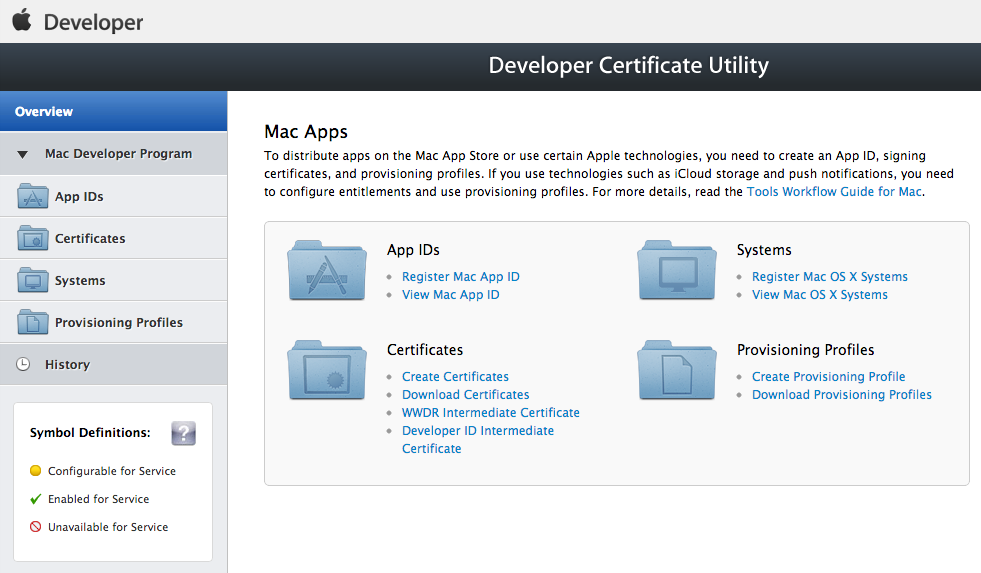 Developer
Developer Certificate Utility
Overview
Mac Developer Program
App IDs
Certificates
Systems
Provisioning Profiles
History
Symbol Definitions:
?
Configurable for Service
Enabled for Service
Unavailable for Service
Mac Apps
To distribute apps on the Mac App Store or use certain Apple technologies, you need to create an App ID, signing
certificates, and provisioning profiles. If you use technologies such as iCloud storage and push notifications, you need
to configure entitlements and use provisioning profiles. For more details, read the Tools Workflow Guide for Mac.
App IDs
Register Mac App ID
View Mac App ID
Systems
Register Mac OS X Systems
View Mac OS X Systems
Certificates
Create Certificates
Download Certificates
WWDR Intermediate Certificate
Developer ID Intermediate
Certificate
Provisioning Profiles
Create Provisioning Profile
Download Provisioning Profiles